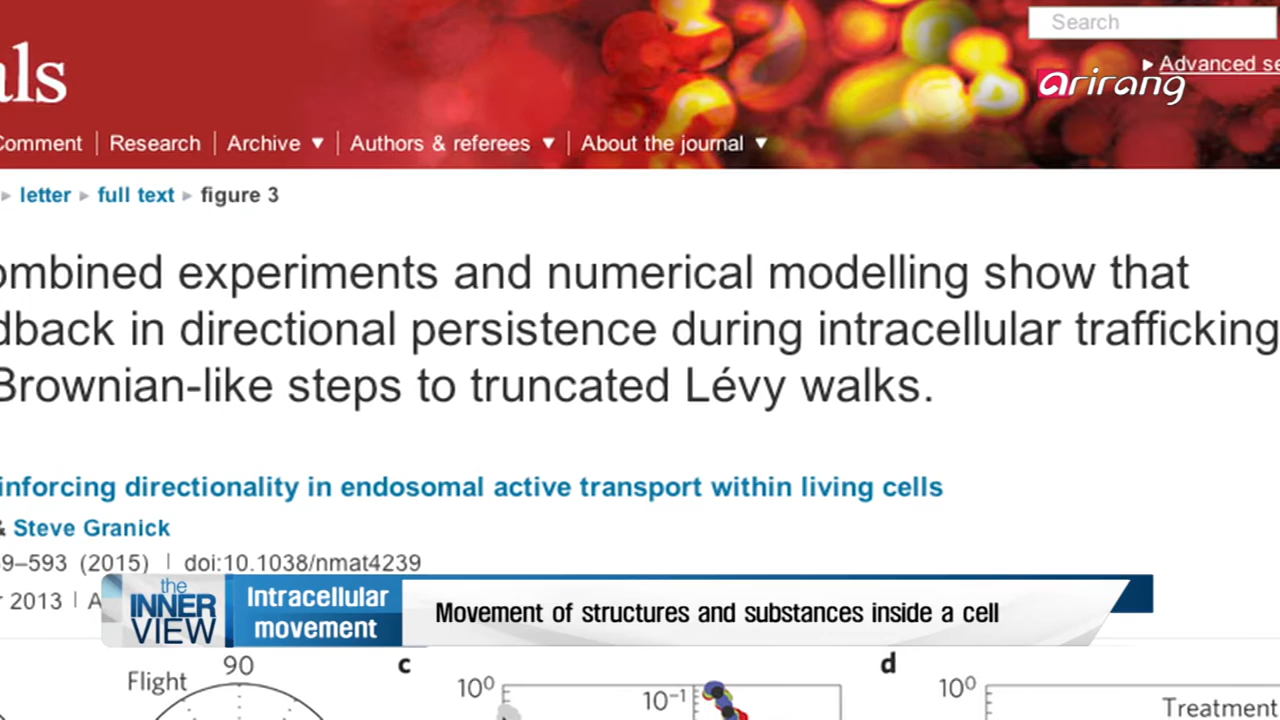 Search
als
Advanced se
arirang
Comment | Research | Archive ▼ | Authors & referees ▼ | About the journal ▼
letter ▸ full text ▸ figure 3
ombined experiments and numerical modelling show that
dback in directional persistence during intracellular trafficking
Brownian-like steps to truncated Lévy walks.
inforcing directionality in endosomal active transport within living cells
& Steve Granick
9–593 (2015) | doi:10.1038/nmat4239
r 2013 | A
the
INNER
VIEW
Intracellular
movement
Movement of structures and substances inside a cell
Flight
90
c
10⁰
10⁻¹
d
10⁰
Treatment